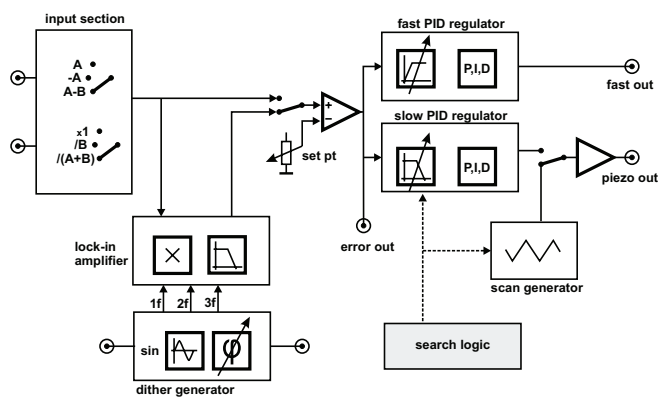 input section
A
-A
A-B
x1
/B
/(A+B)
+
−
set pt
fast PID regulator
P,I,D
fast out
slow PID regulator
P,I,D
piezo out
error out
scan generator
search logic
lock-in
amplifier
1f 2f 3f
sin
φ
dither generator